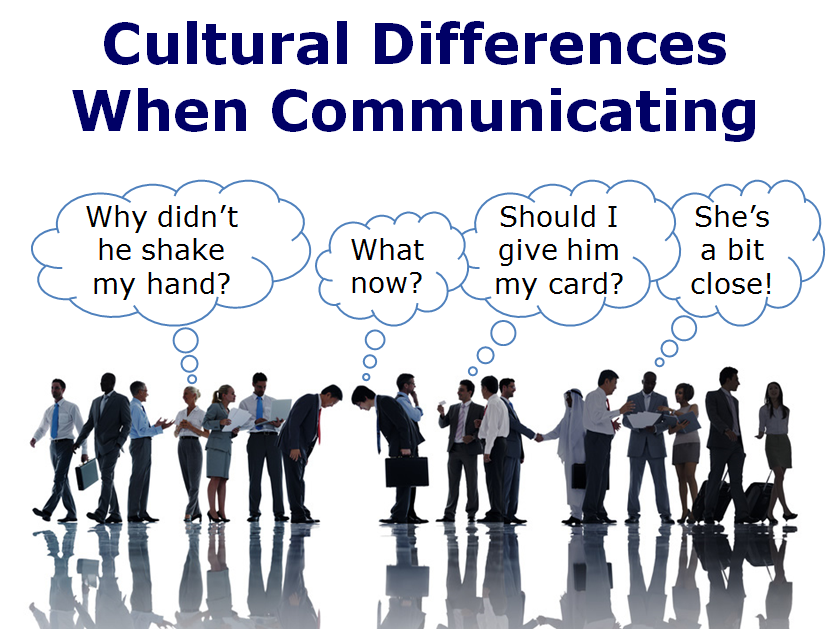 Cultural Differences
When Communicating
Why didn’t
he shake
my hand?
What
now?
Should I
give him
my card?
She’s
a bit
close!